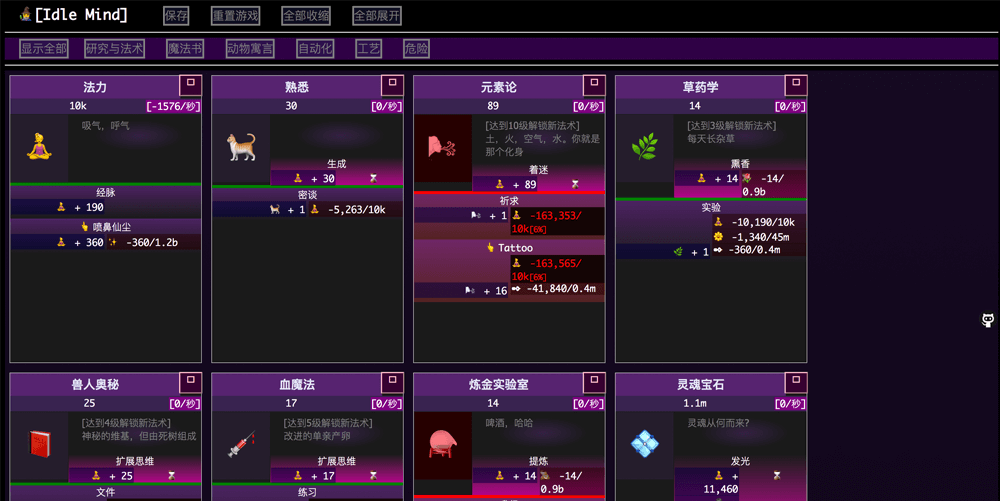 [Idle Mind]
保存
重置游戏
全部收缩
全部展开
显示全部
研究与法术
魔法书
动物寓言
自动化
工艺
危险
法力
10k
[-1576/秒]
吸气，呼气
经脉
+ 190
喷鼻仙尘
+ 360
-360/1.2b
熟悉
30
[0/秒]
生成
+ 30
密谈
+ 1
-5,263/10k
元素论
89
[0/秒]
[达到10级解锁新法术]
土，火，空气，水。你就是
那个化身
着迷
+ 89
祈求
+ 1
-163,353/
10k[6K]
Tattoo
-163,565/
10k[6K]
+ 16
-41,840/0.4m
草药学
14
[0/秒]
[达到3级解锁新法术]
每天长杂草
熏香
+ 14
-14/
0.9b
实验
-10,190/10k
-1,340/45m
+ 1
-360/0.4m
兽人奥秘
25
[0/秒]
[达到4级解锁新法术]
神秘的维基，但由死树组成
扩展思维
+ 25
文件
血魔法
17
[0/秒]
[达到5级解锁新法术]
改进的单亲产卵
扩展思维
+ 17
练习
炼金实验室
14
[0/秒]
啤酒，哈哈
提炼
+ 14
-14/
0.9b
灵魂宝石
1.1m
[0/秒]
灵魂从何而来?
发光
+
11,460